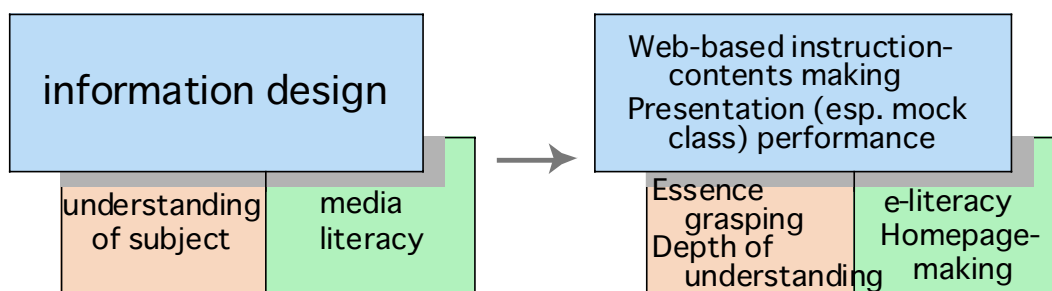 information design
understanding
of subject
media
literacy
Web-based instruction-
contents making
Presentation (esp. mock
class) performance
Essence
grasping
Depth of
understanding
e-literacy
Homepage-
making